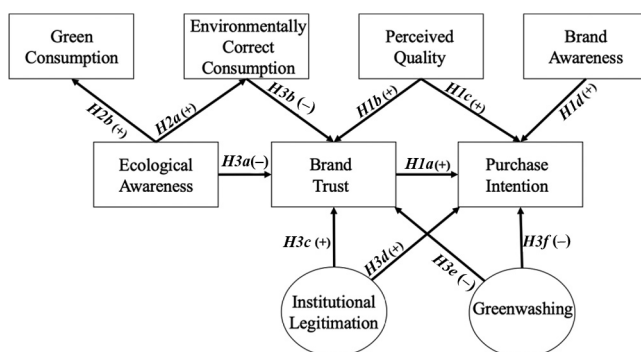 Green
Consumption
Environmentally
Correct
Consumption
Perceived
Quality
Brand
Awareness
H2b(+)
H2a(+)
H3b(–)
H1b(+)
H1c(+)
H1d(+)
Ecological
Awareness
H3a(–)
Brand
Trust
H1a(+)
Purchase
Intention
H3c (+)
H3d(+)
H3e(–)
H3f (–)
Institutional
Legitimation
Greenwashing